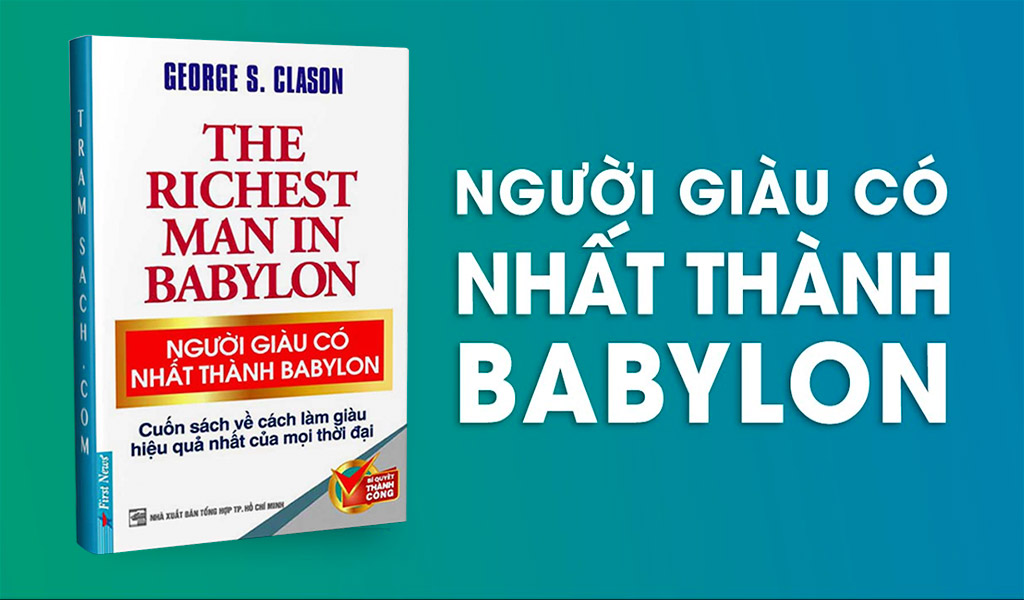 GEORGE S. CLASON
THE
RICHEST
MAN IN
BABYLON
NGƯỜI GIÀU CÓ
NHẤT THÀNH BABYLON
Cuốn sách về cách làm giàu
hiệu quả nhất của mọi thời đại
BÍ QUYẾT
THÀNH
CÔNG
NHÀ XUẤT BẢN TỔNG HỢP TP. HỒ CHÍ MINH
TRAM SACH.COM
First News
NGƯỜI GIÀU CÓ
NHẤT THÀNH
BABYLON